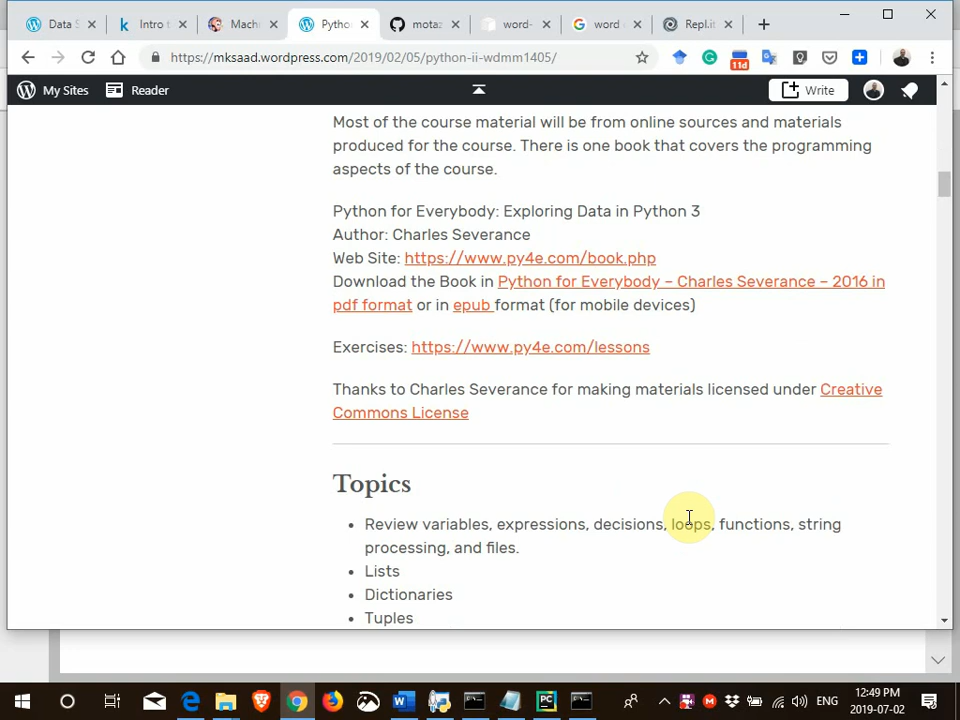 Data S
Intro t
Machi
Pytho
motaz
word-
word c
Repl.it
https://mksaad.wordpress.com/2019/02/05/python-ii-wdmm1405/
11d
My Sites
Reader
Write
Most of the course material will be from online sources and materials
produced for the course. There is one book that covers the programming
aspects of the course.
Python for Everybody: Exploring Data in Python 3
Author: Charles Severance
Web Site: https://www.py4e.com/book.php
Download the Book in Python for Everybody – Charles Severance – 2016 in
pdf format or in epub format (for mobile devices)
Exercises: https://www.py4e.com/lessons
Thanks to Charles Severance for making materials licensed under Creative
Commons License
Topics
• Review variables, expressions, decisions, loops, functions, string
processing, and files.
• Lists
• Dictionaries
• Tuples
ENG
12:49 PM
2019-07-02